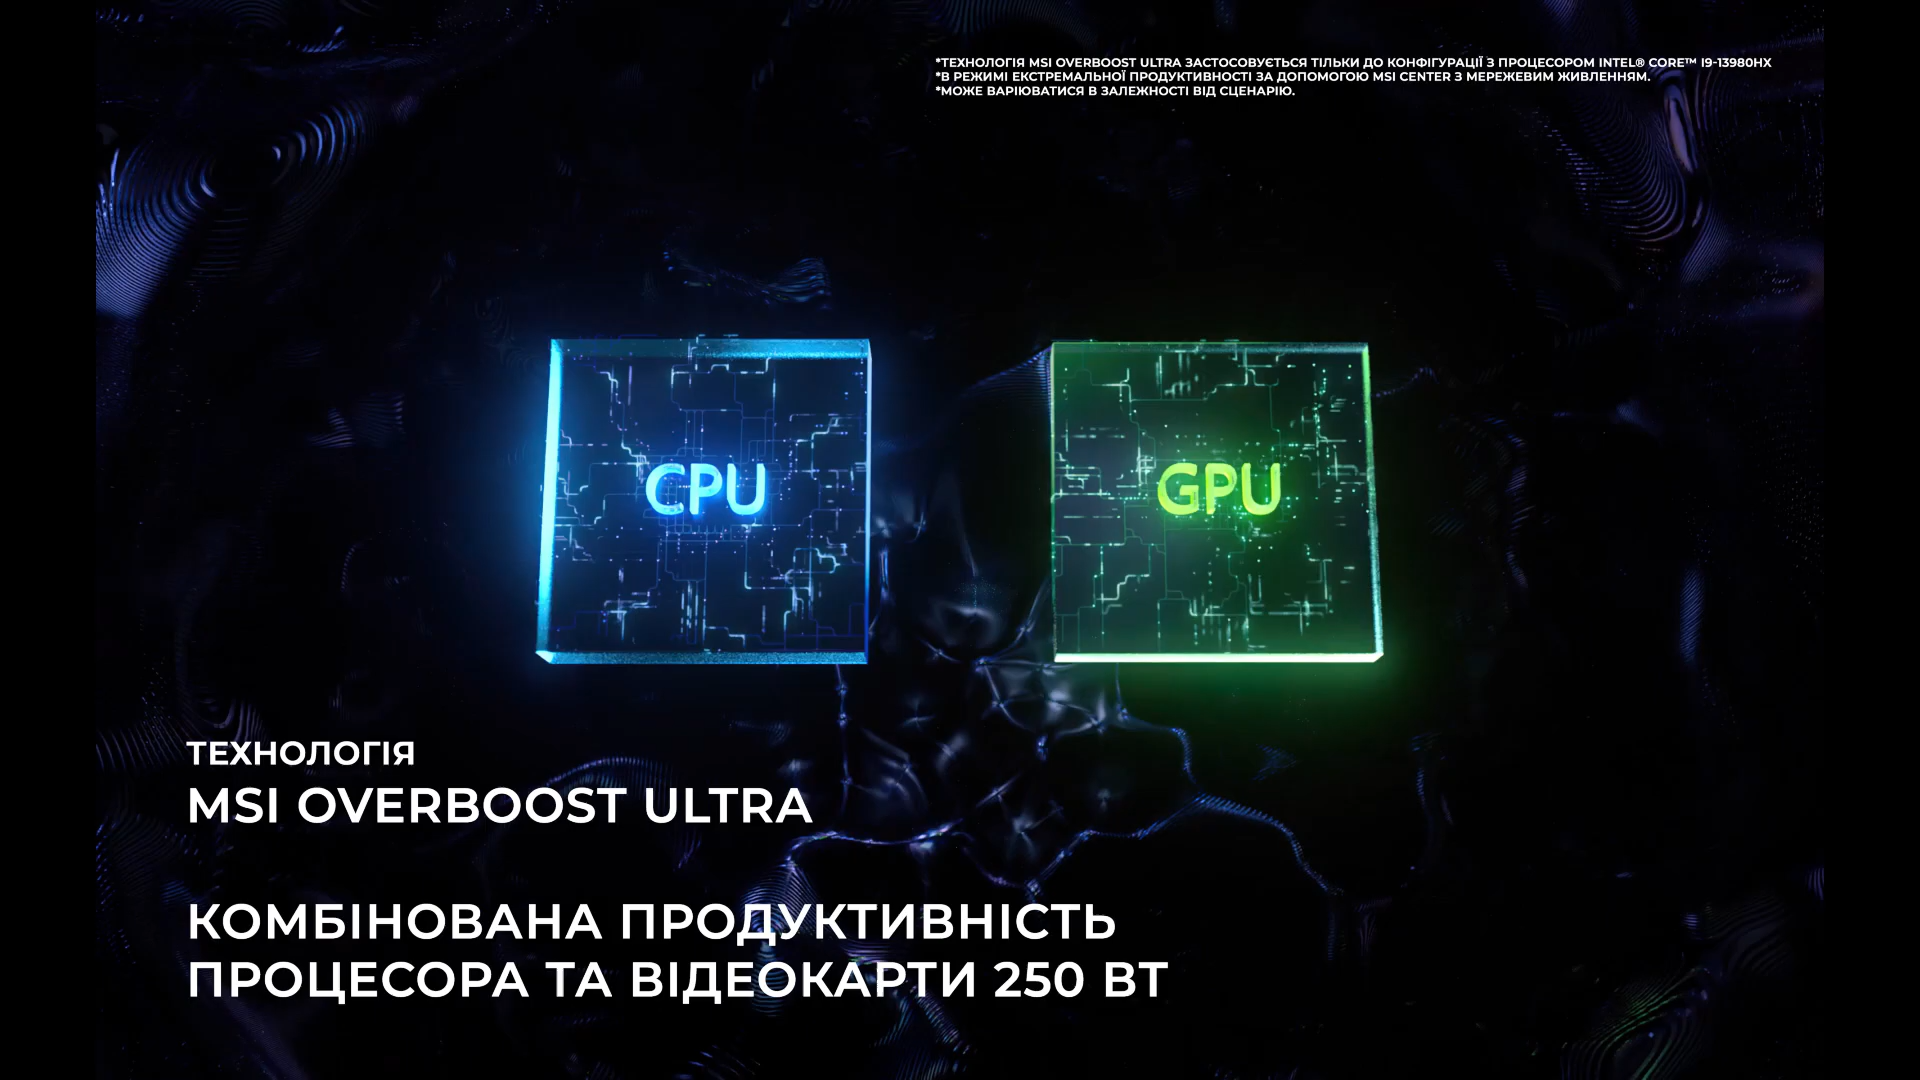 *ТЕХНОЛОГІЯ MSI OVERBOOST ULTRA ЗАСТОСОВУЄТЬСЯ ТІЛЬКИ ДО КОНФІГУРАЦІЇ З ПРОЦЕСОРОМ INTEL® CORE™ I9-13980HX
*В РЕЖИМІ ЕКСТРЕМАЛЬНОЇ ПРОДУКТИВНОСТІ ЗА ДОПОМОГОЮ MSI CENTER З МЕРЕЖЕВИМ ЖИВЛЕННЯМ.
*МОЖЕ ВАРІЮВАТИСЯ В ЗАЛЕЖНОСТІ ВІД СЦЕНАРІЮ.
CPU
GPU
ТЕХНОЛОГІЯ
MSI OVERBOOST ULTRA
КОМБІНОВАНА ПРОДУКТИВНІСТЬ
ПРОЦЕСОРА ТА ВІДЕОКАРТИ 250 ВТ